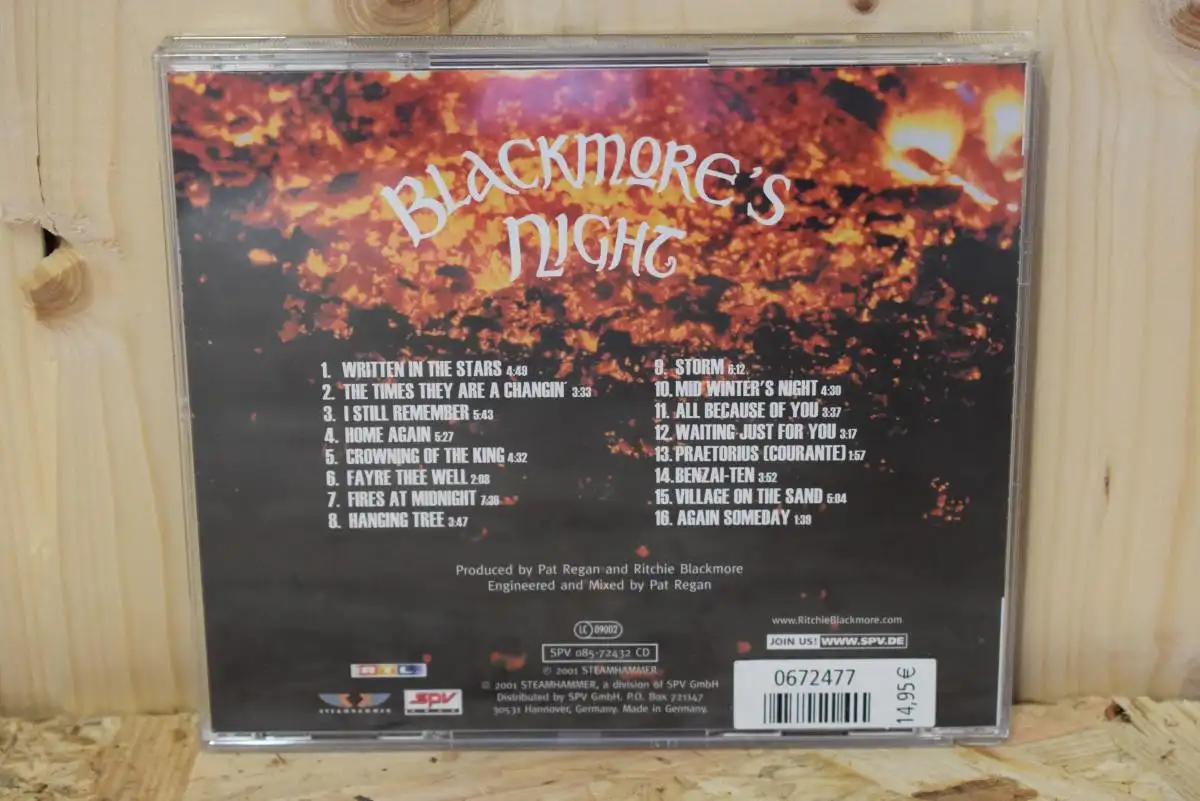 BLACKMORE'S
NIGHT
1. WRITTEN IN THE STARS 4:49
2. THE TIMES THEY ARE A CHANGIN' 3:33
3. I STILL REMEMBER 5:43
4. HOME AGAIN 5:27
5. CROWNING OF THE KING 4:32
6. FAYRE THEE WELL 2:08
7. FIRES AT MIDNIGHT 7:36
8. HANGING TREE 3:47
9. STORM 6:12
10. MID WINTER'S NIGHT 4:30
11. ALL BECAUSE OF YOU 3:37
12. WAITING JUST FOR YOU 3:17
13. PRAETORIUS (COURANTE) 1:57
14. BENZAI-TEN 3:52
15. VILLAGE ON THE SAND 5:04
16. AGAIN SOMEDAY 1:39
Produced by Pat Regan and Ritchie Blackmore
Engineered and Mixed by Pat Regan
LC 09002
SPV 085-72432 CD
℗ 2001 STEAMHAMMER
© 2001 STEAMHAMMER, a division of SPV GmbH
Distributed by SPV GmbH, P.O. Box 721147
30531 Hannover, Germany. Made in Germany.
RTL
STEAMHAMMER
SPV
www.RitchieBlackmore.com
JOIN US! WWW.SPV.DE
0672477
14,95 €